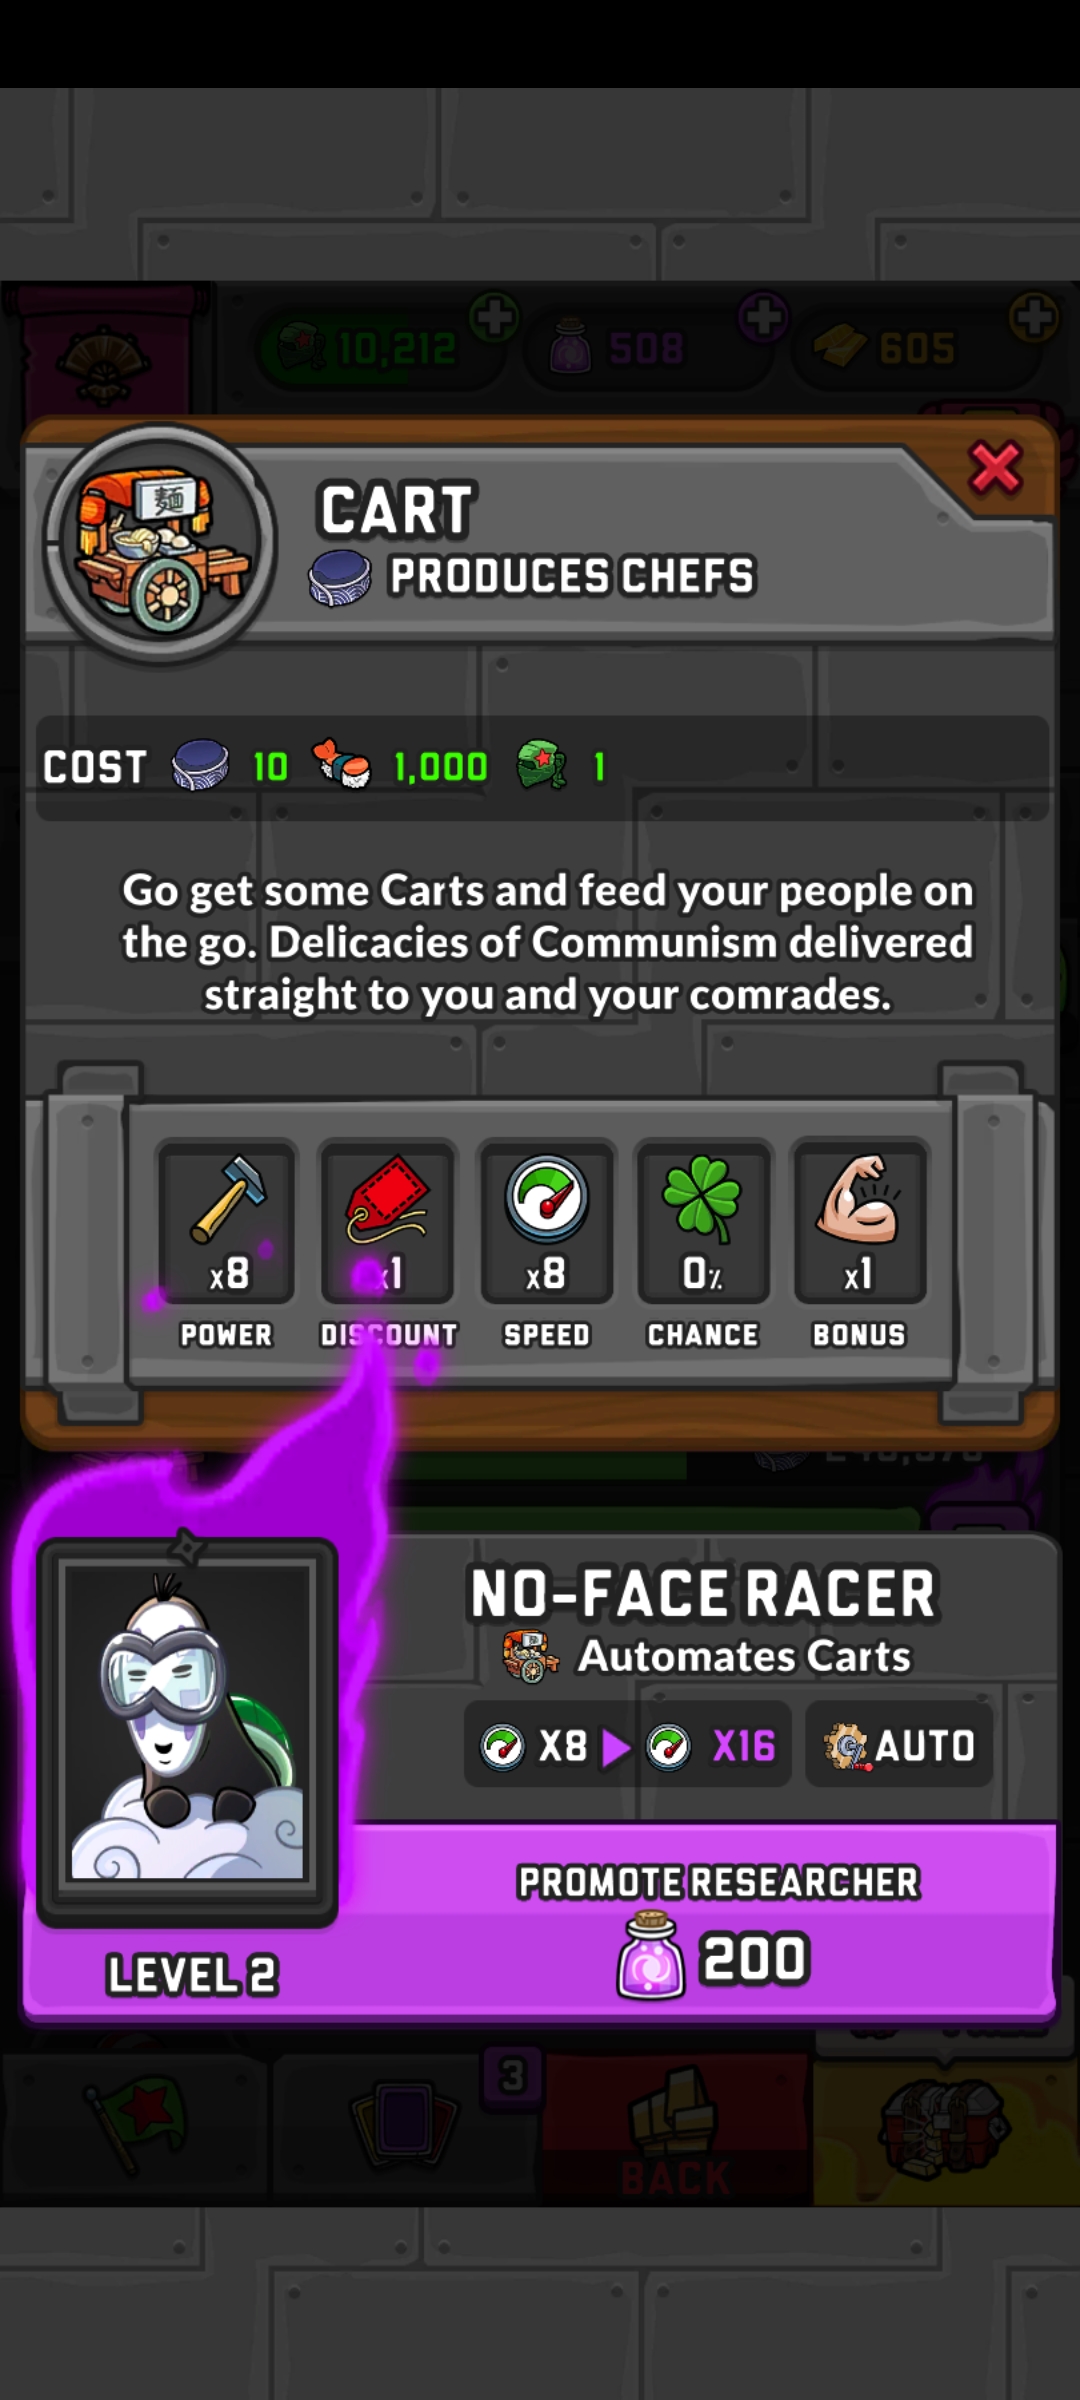 10,212
508
605
麺
CART
PRODUCES CHEFS
COST 10 1,000 1
Go get some Carts and feed your people on
the go. Delicacies of Communism delivered
straight to you and your comrades.
x8 x1 x8 0% x1
POWER DISCOUNT SPEED CHANCE BONUS
NO-FACE RACER
Automates Carts
X8 X16 AUTO
PROMOTE RESEARCHER
200
LEVEL 2
3
BACK